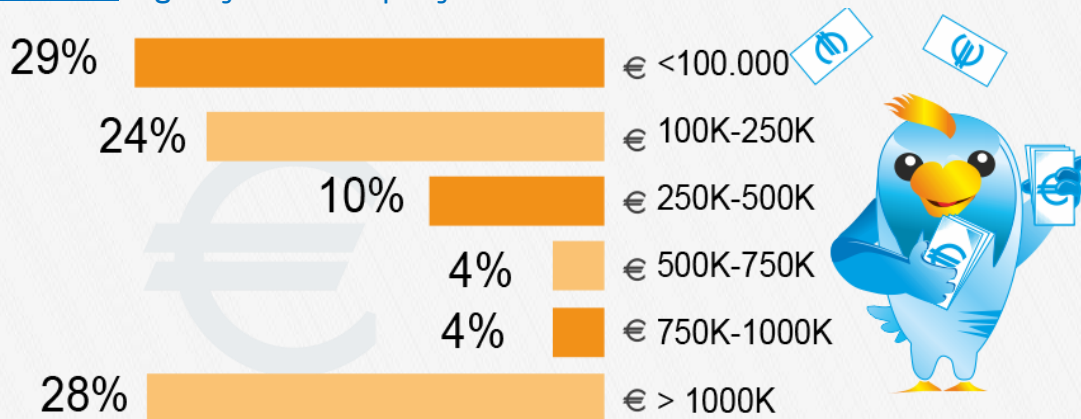 29% € <100.000
24% € 100K-250K
10% € 250K-500K
4% € 500K-750K
4% € 750K-1000K
28% € > 1000K